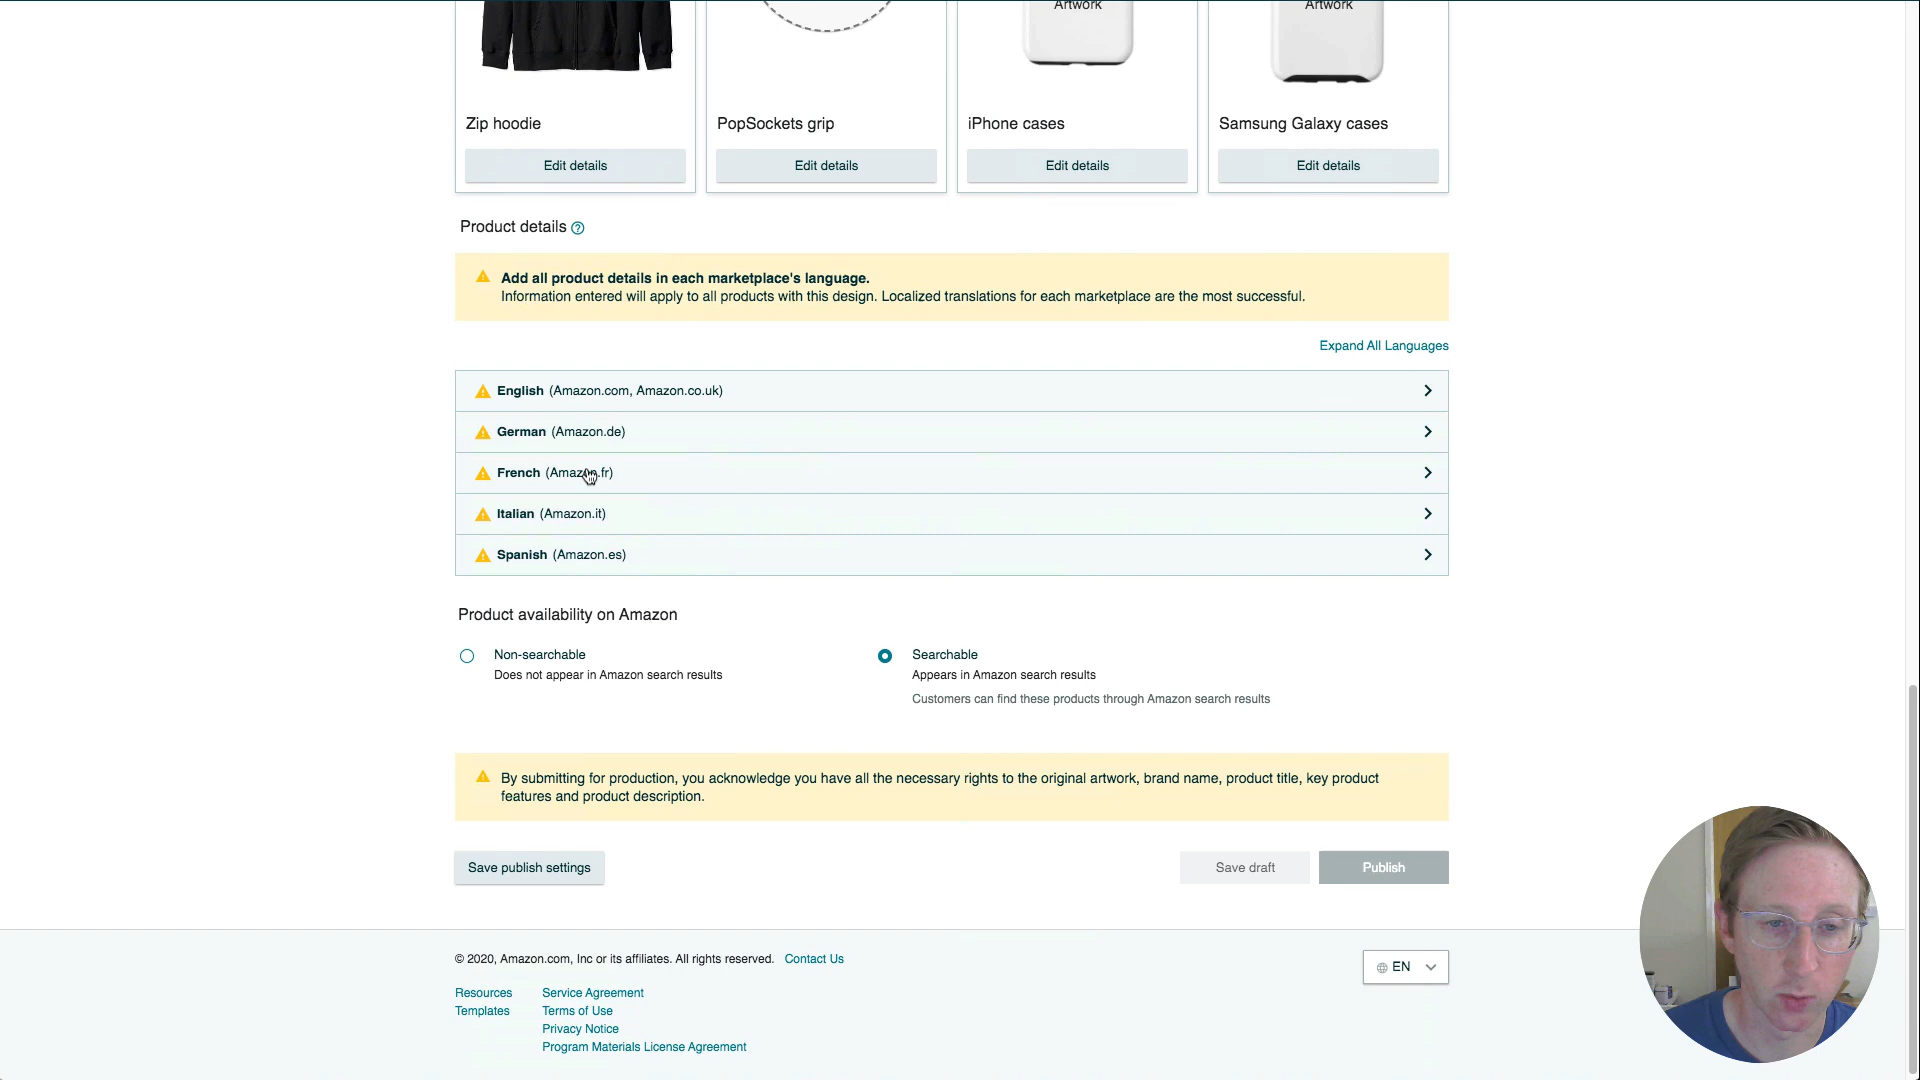 Artwork
Artwork
Zip hoodie
PopSockets grip
iPhone cases
Samsung Galaxy cases
Edit details
Edit details
Edit details
Edit details
Product details
Add all product details in each marketplace's language.
Information entered will apply to all products with this design. Localized translations for each marketplace are the most successful.
Expand All Languages
English (Amazon.com, Amazon.co.uk)
German (Amazon.de)
French (Amazon.fr)
Italian (Amazon.it)
Spanish (Amazon.es)
Product availability on Amazon
Non-searchable
Does not appear in Amazon search results
Searchable
Appears in Amazon search results
Customers can find these products through Amazon search results
By submitting for production, you acknowledge you have all the necessary rights to the original artwork, brand name, product title, key product
features and product description.
Save publish settings
Save draft
Publish
© 2020, Amazon.com, Inc or its affiliates. All rights reserved. Contact Us
EN
Resources
Templates
Service Agreement
Terms of Use
Privacy Notice
Program Materials License Agreement